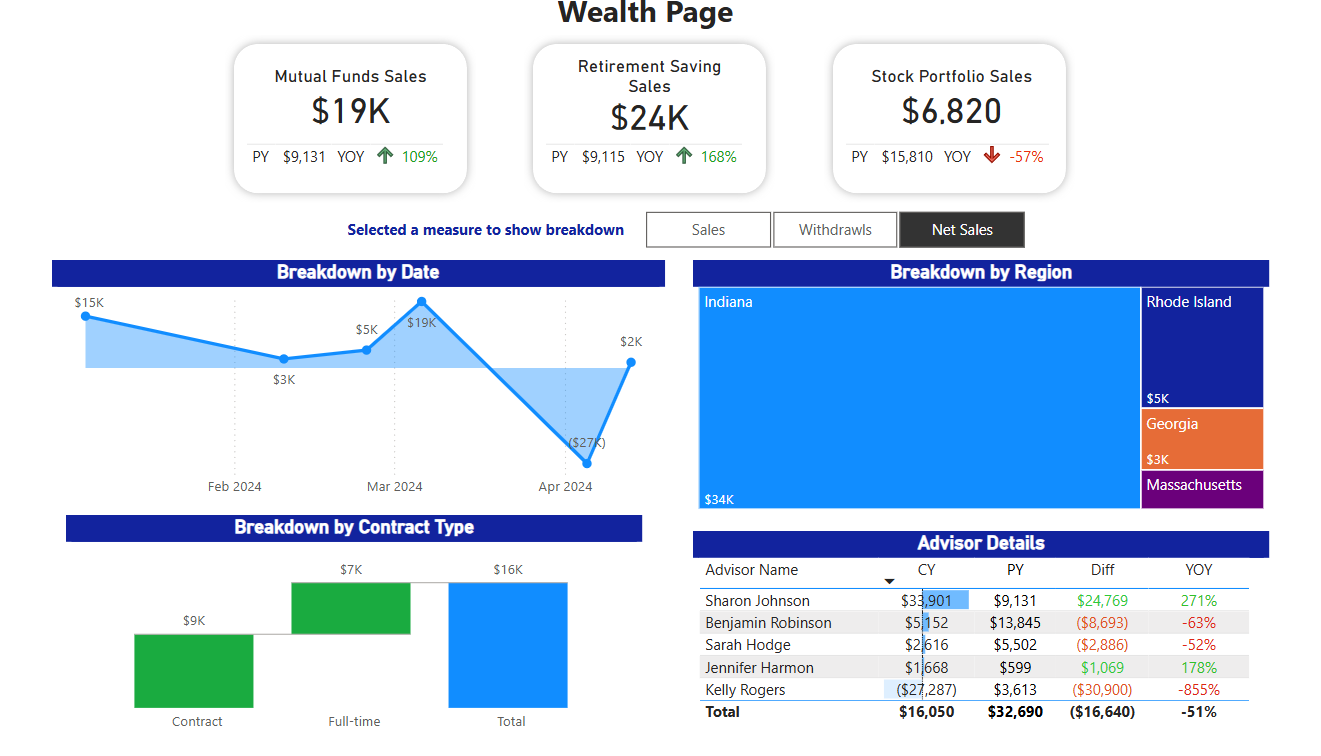 Wealth Page
Mutual Funds Sales
$19K
PY $9,131 YOY 109%
Retirement Saving
Sales
$24K
PY $9,115 YOY 168%
Stock Portfolio Sales
$6,820
PY $15,810 YOY -57%
Selected a measure to show breakdown
Sales
Withdrawls
Net Sales
Breakdown by Date
$15K
$3K
$5K
$19K
($27K)
$2K
Feb 2024
Mar 2024
Apr 2024
Breakdown by Region
Indiana
$34K
Rhode Island
$5K
Georgia
$3K
Massachusetts
Breakdown by Contract Type
$9K
$7K
$16K
Contract
Full-time
Total
Advisor Details
Advisor Name CY PY Diff YOY
Sharon Johnson $33,901 $9,131 $24,769 271%
Benjamin Robinson $5,152 $13,845 ($8,693) -63%
Sarah Hodge $2,616 $5,502 ($2,886) -52%
Jennifer Harmon $1,668 $599 $1,069 178%
Kelly Rogers ($27,287) $3,613 ($30,900) -855%
Total $16,050 $32,690 ($16,640) -51%